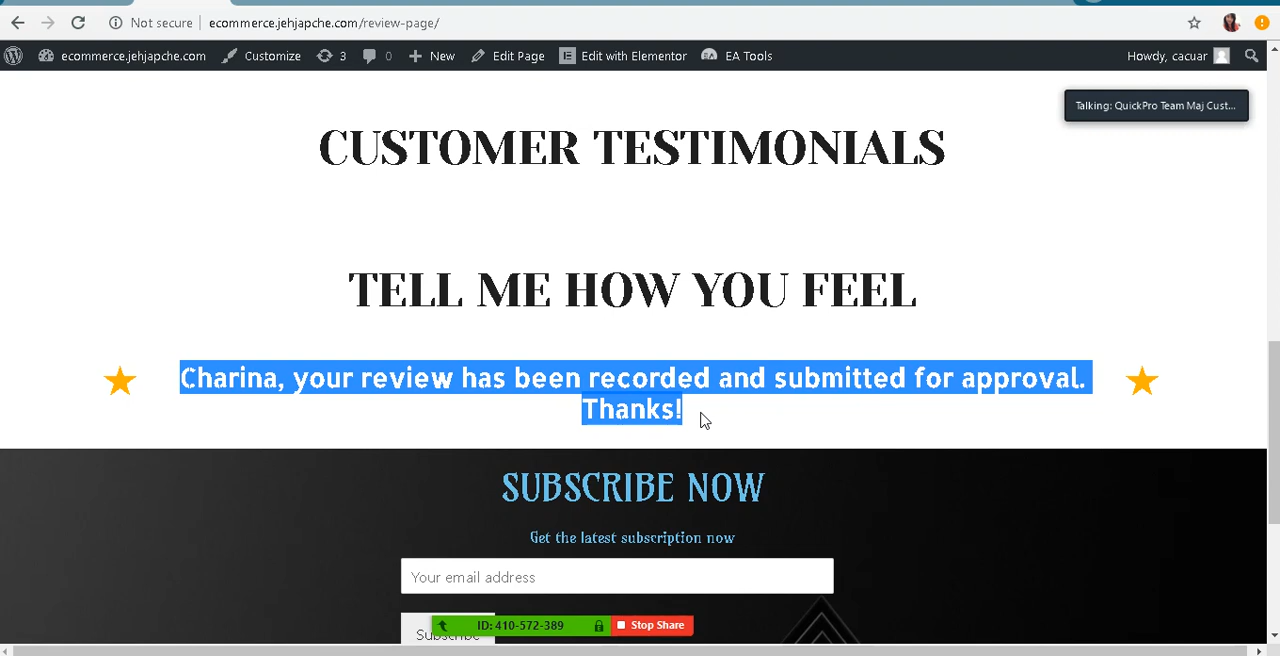 Not secure | ecommerce.jehjapche.com/review-page/
ecommerce.jehjapche.com Customize 3 0 New Edit Page Edit with Elementor EA Tools Howdy, cacuar
Talking: QuickPro Team Maj Cust...
CUSTOMER TESTIMONIALS
TELL ME HOW YOU FEEL
Charina, your review has been recorded and submitted for approval.
Thanks!
SUBSCRIBE NOW
Get the latest subscription now
Your email address
Subscribe
ID: 410-572-389 Stop Share